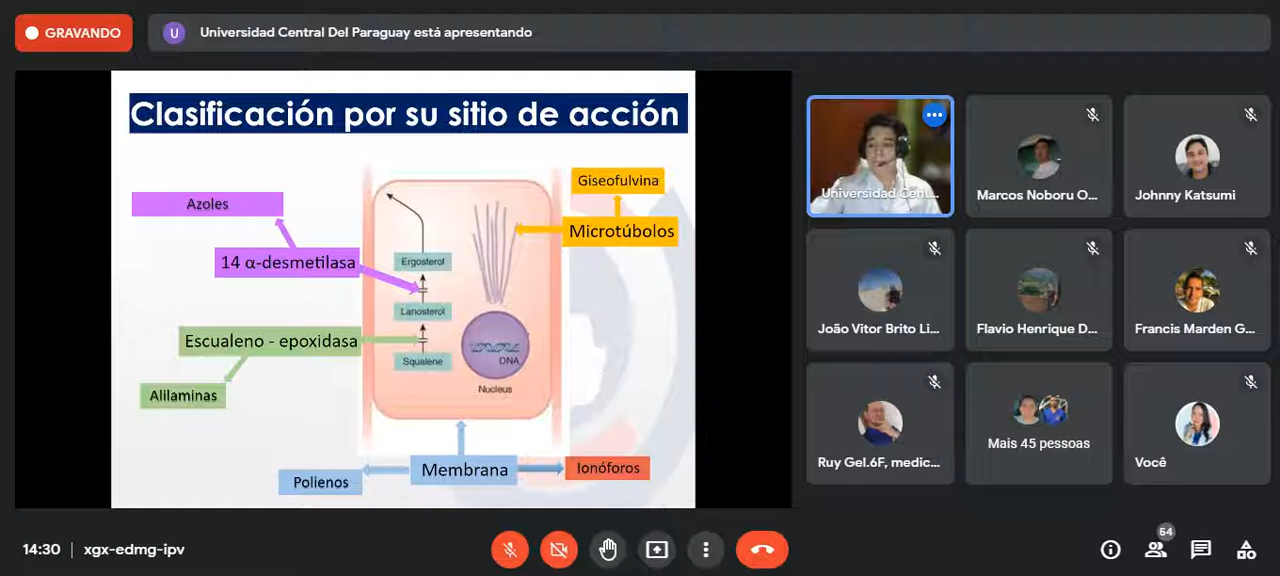 GRAVANDO
U
Universidad Central Del Paraguay está apresentando
Clasificación por su sitio de acción
Giseofulvina
Azoles
Microtúbolos
14 α-desmetilasa
Ergosterol
Lanosterol
Escualeno - epoxidasa
Squalene
DNA
Nucleus
Alilaminas
Membrana
Ionóforos
Polienos
Universidad Cent...
Marcos Noboru O...
Johnny Katsumi
João Vitor Brito Li...
Flavio Henrique D...
Francis Marden G...
Ruy Gel.6F, medic...
Mais 45 pessoas
Você
14:30 | xgx-edmg-ipv
54